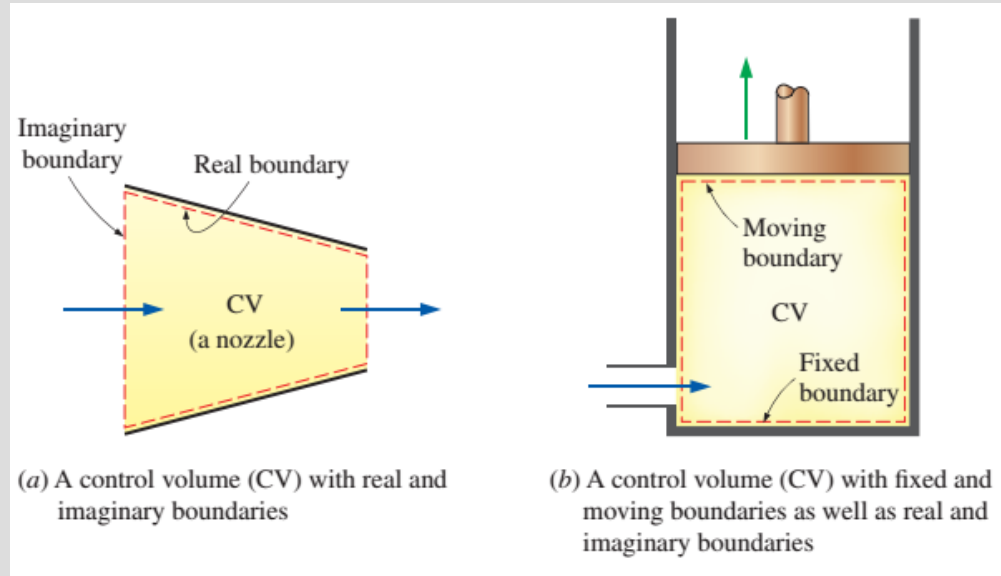 Imaginary
boundary
Real boundary
CV
(a nozzle)
(a) A control volume (CV) with real and
imaginary boundaries
Moving
boundary
CV
Fixed
boundary
(b) A control volume (CV) with fixed and
moving boundaries as well as real and
imaginary boundaries